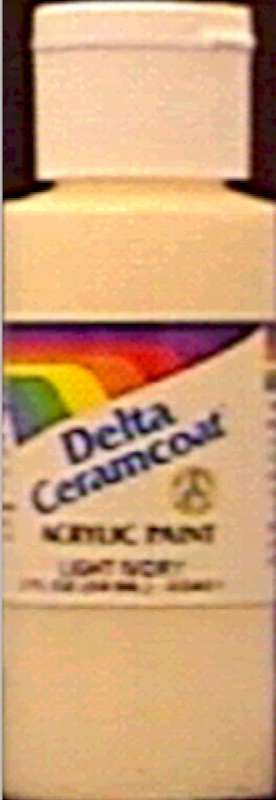 Delta
Ceramcoat
ACRYLIC PAINT
LIGHT IVORY